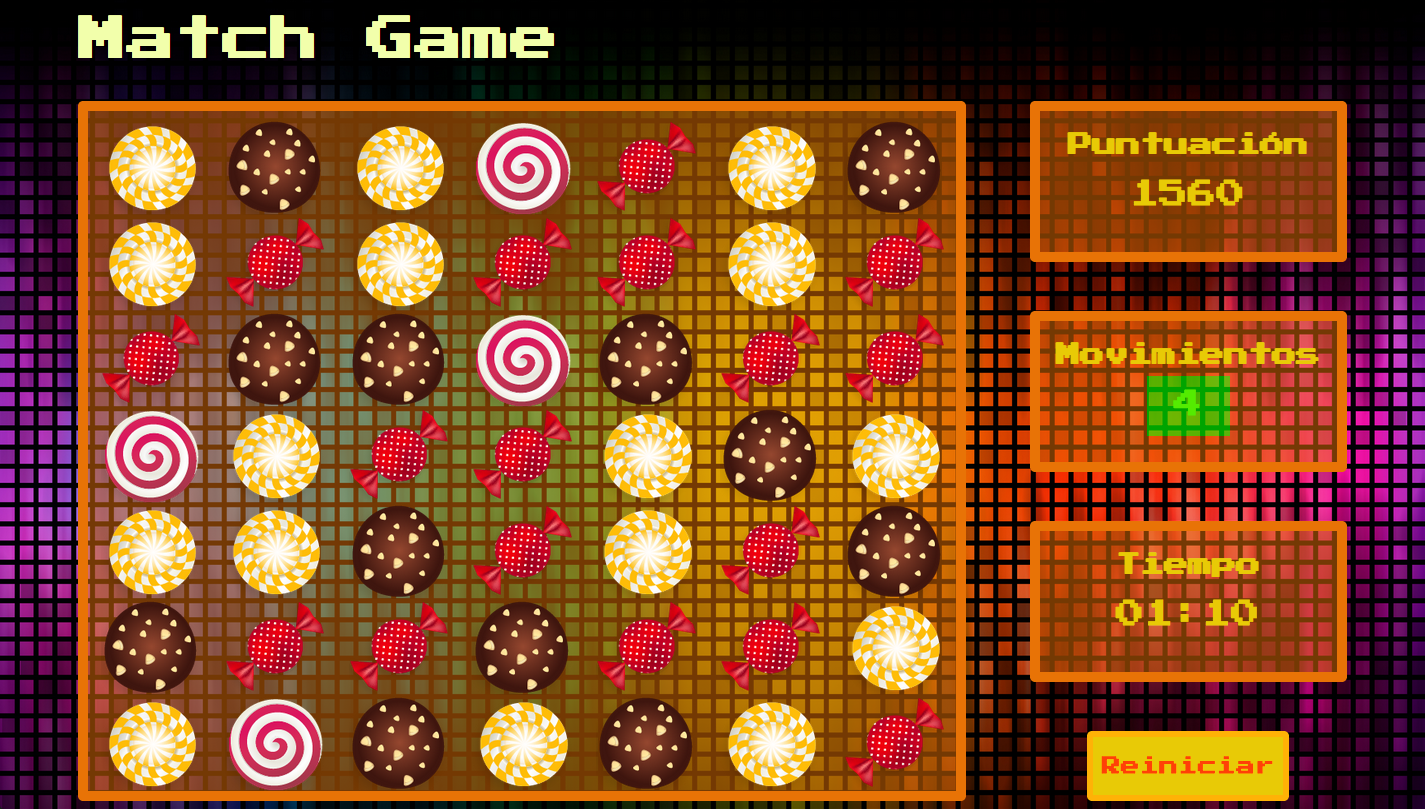 Match Game
Puntuación
1560
Movimientos
4
Tiempo
01:10
Reiniciar